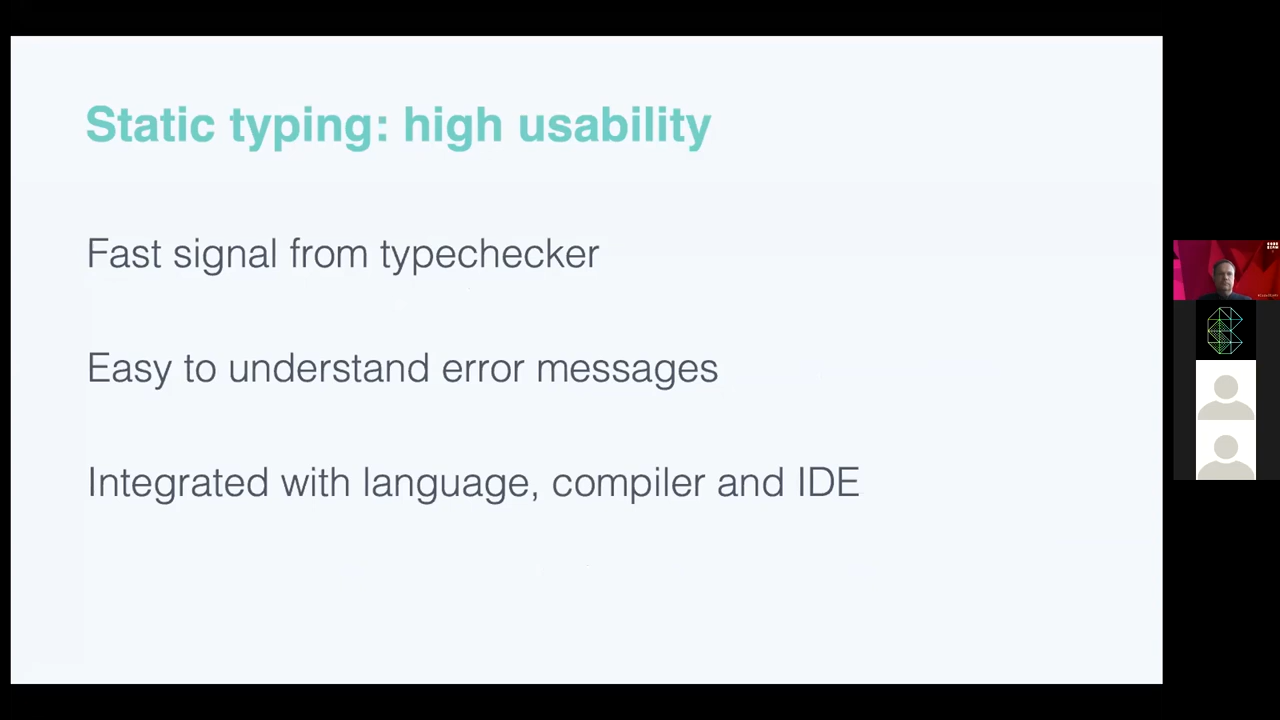 Static typing: high usability
Fast signal from typechecker
Easy to understand error messages
Integrated with language, compiler and IDE